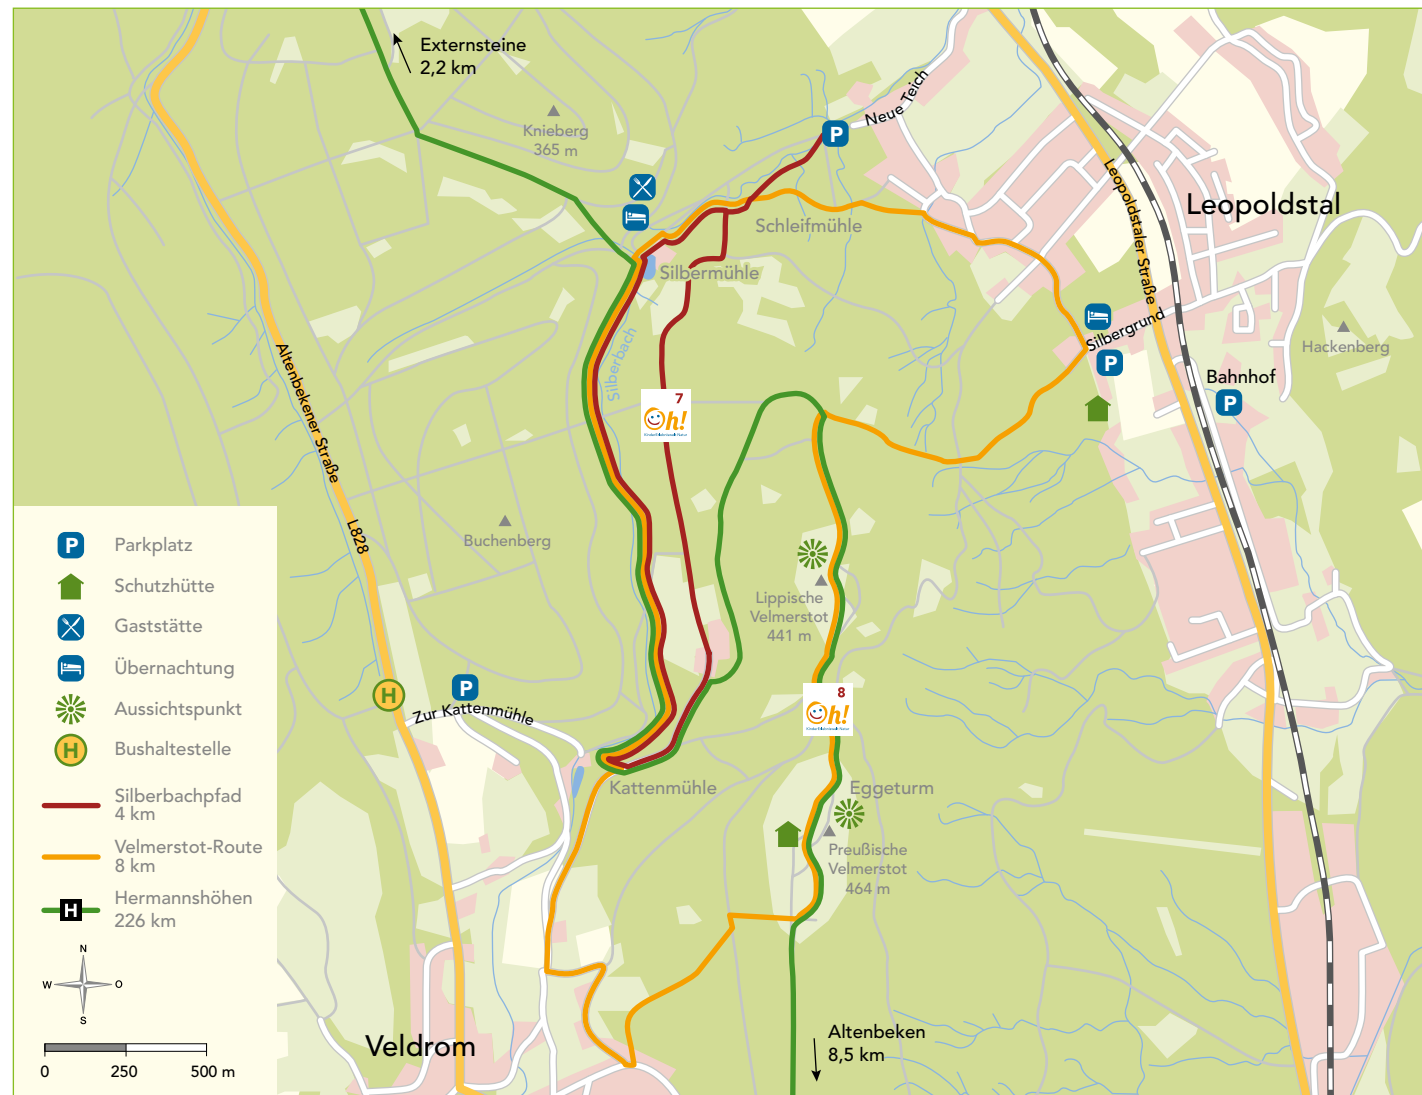 Externsteine
2,2 km
Knieberg
365 m
Neue Teich
Leopoldstal
Leopoldstaler Straße
Schleifmühle
Silbermühle
Silberbach
Silbergrund
Hackenberg
Bahnhof
P
P
P
Altenbekener Straße
L828
7
Oh!
Buchenberg
Lippische
Velmerstot
441 m
8
Oh!
H
P
Zur Kattenmühle
Kattenmühle
Eggeturm
Preußische
Velmerstot
464 m
Altenbeken
8,5 km
Veldrom
P Parkplatz
Schutzhütte
Gaststätte
Übernachtung
Aussichtspunkt
H Bushaltestelle
Silberbachpfad
4 km
Velmerstot-Route
8 km
H Hermannshöhen
226 km
N
W O
S
0 250 500 m